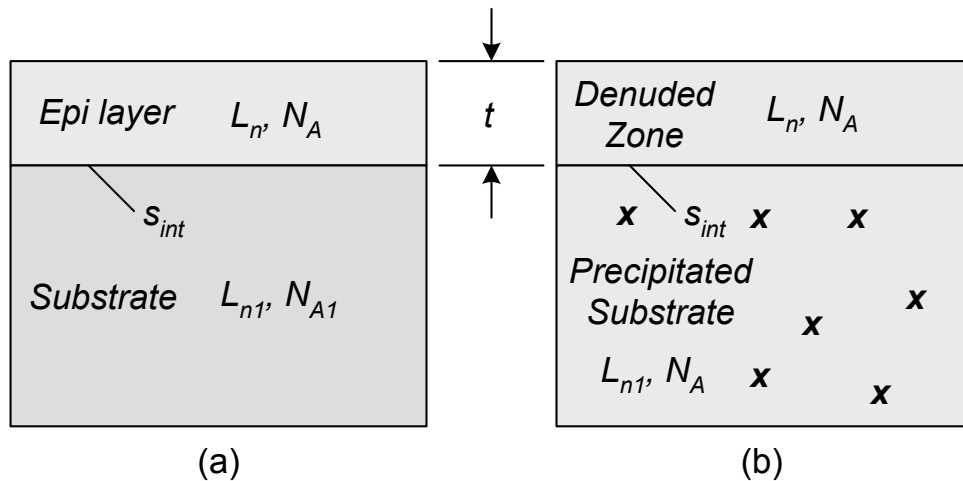 Epi layer L_n, N_A
s_int
Substrate L_n1, N_A1
(a)
t
Denuded
Zone
L_n, N_A
x s_int x x
Precipitated
Substrate
x
x
L_n1, N_A x
x
(b)